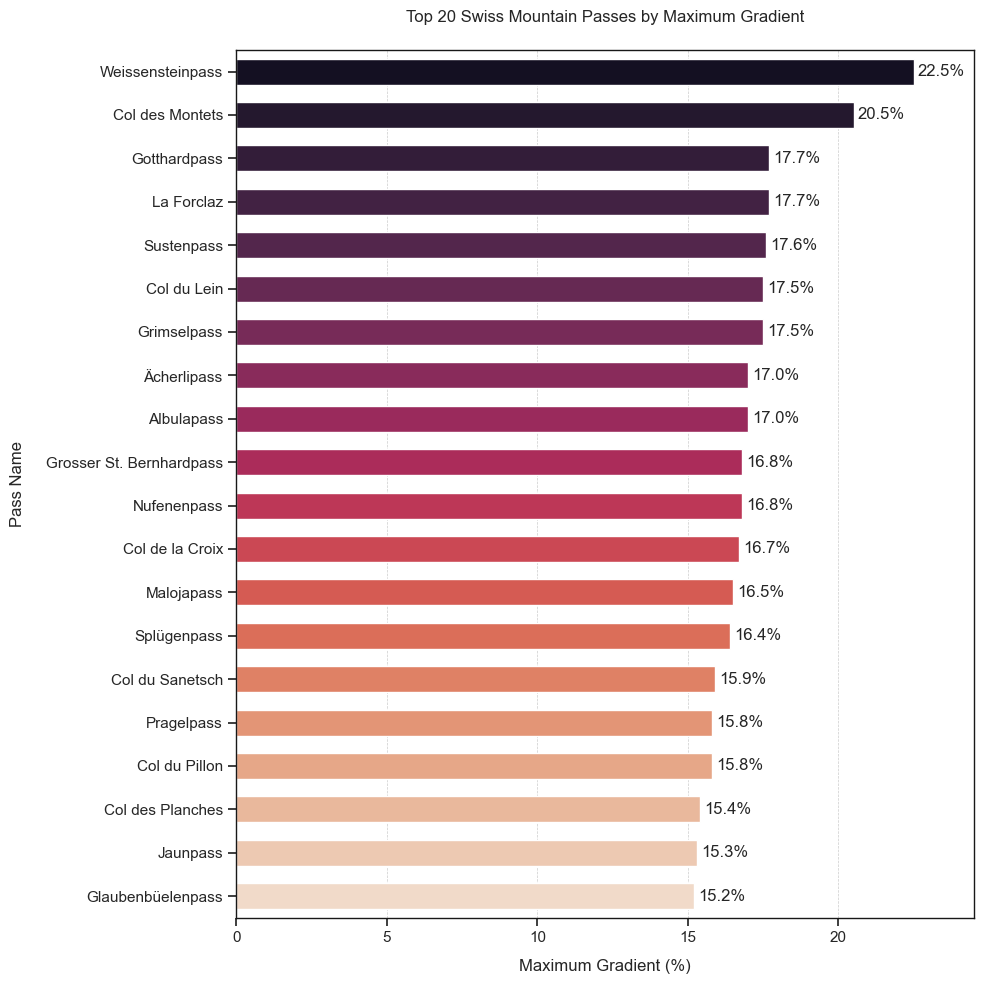 Top 20 Swiss Mountain Passes by Maximum Gradient
Pass Name
Weissensteinpass 22.5%
Col des Montets 20.5%
Gotthardpass 17.7%
La Forclaz 17.7%
Sustenpass 17.6%
Col du Lein 17.5%
Grimselpass 17.5%
Ächerlipass 17.0%
Albulapass 17.0%
Grosser St. Bernhardpass 16.8%
Nufenenpass 16.8%
Col de la Croix 16.7%
Malojapass 16.5%
Splügenpass 16.4%
Col du Sanetsch 15.9%
Pragelpass 15.8%
Col du Pillon 15.8%
Col des Planches 15.4%
Jaunpass 15.3%
Glaubenbüelenpass 15.2%
0 5 10 15 20
Maximum Gradient (%)